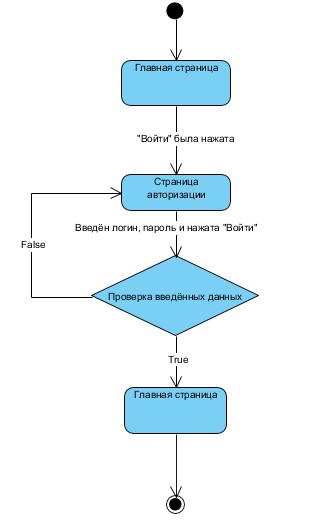 Главная страница
"Войти" была нажата
Страница
авторизации
Введён логин, пароль и нажата "Войти"
False
Проверка введённых данных
True
Главная страница